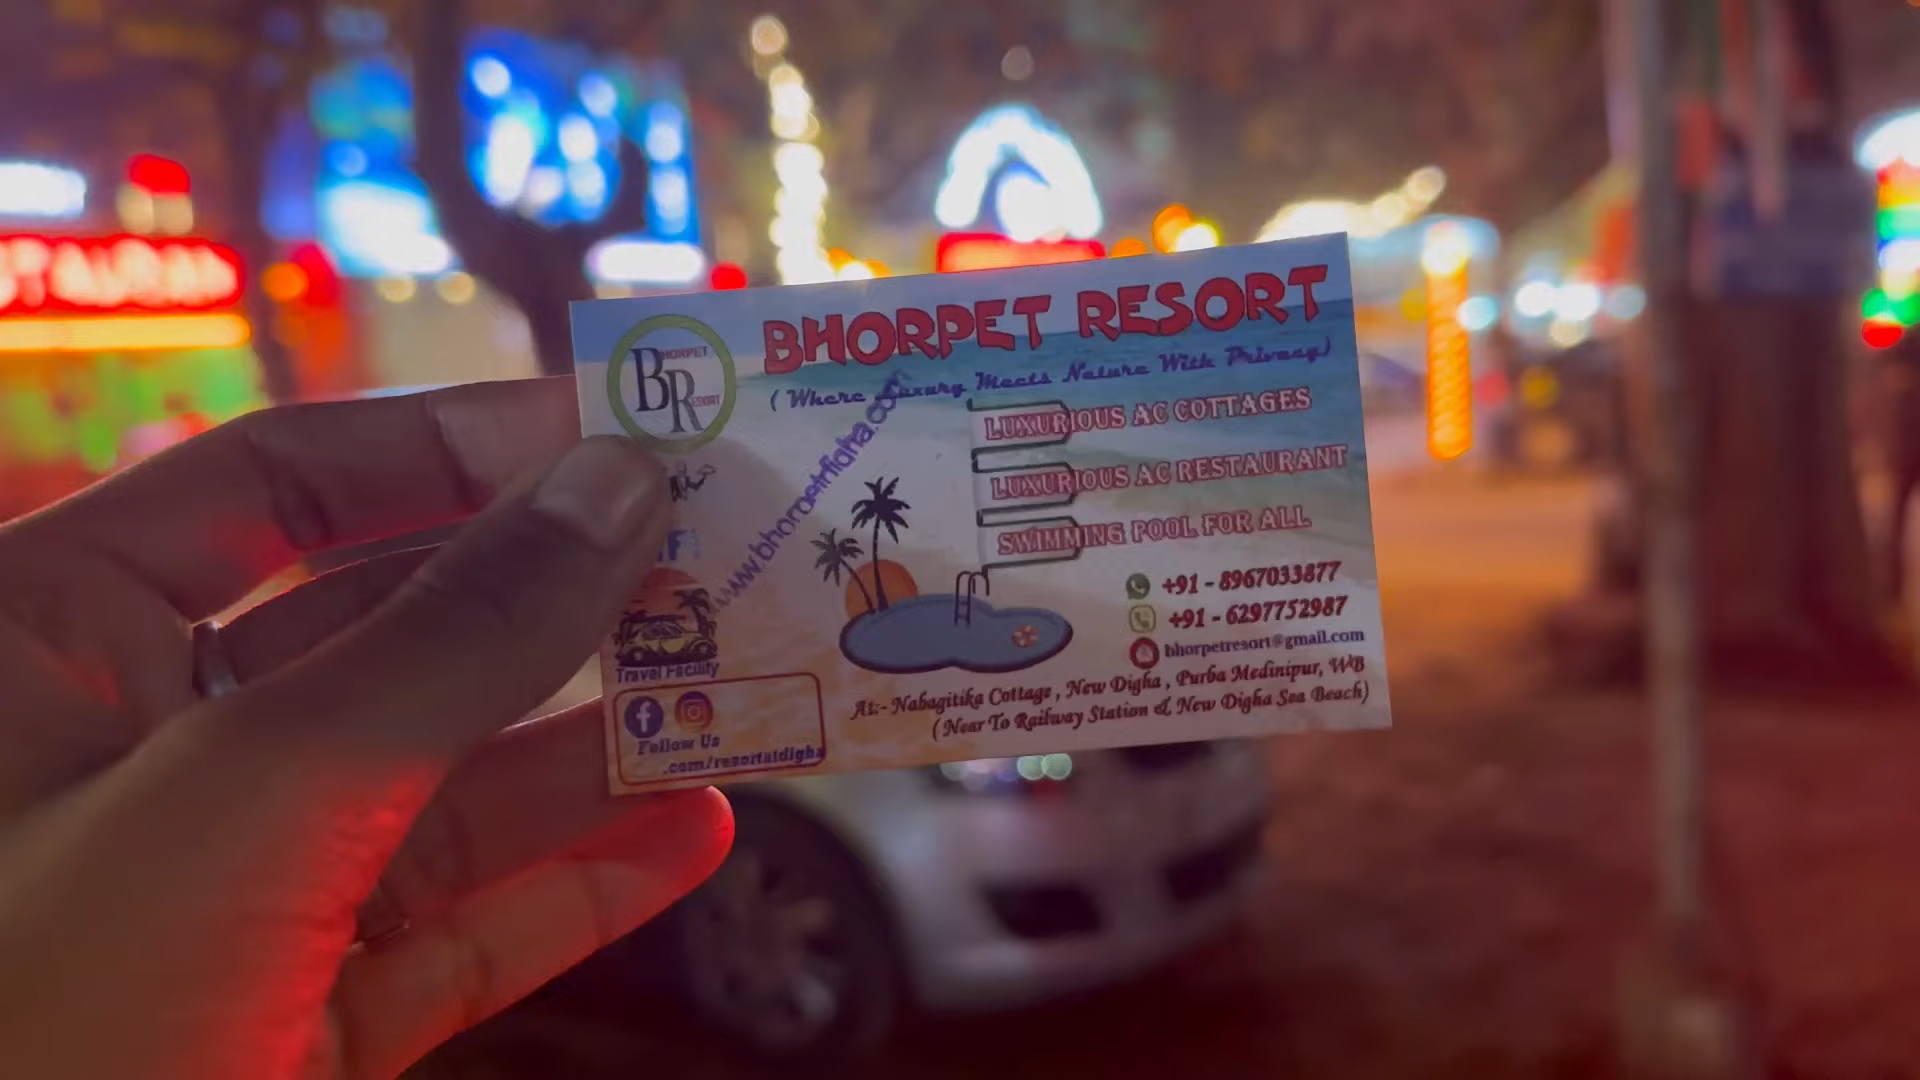 BHORPET RESORT
BHORPET
BR
RESORT
(Where Luxury Meets Nature With Privacy)
LUXURIOUS AC COTTAGES
LUXURIOUS AC RESTAURANT
SWIMMING POOL FOR ALL
+91 - 8967033877
+91 - 6297752987
bhorpetresort@gmail.com
At:- Nabagitika Cottage, New Digha, Purba Medinipur, WB
(Near To Railway Station & New Digha Sea Beach)
Travel Facility
Follow Us
.com/resortatdigha